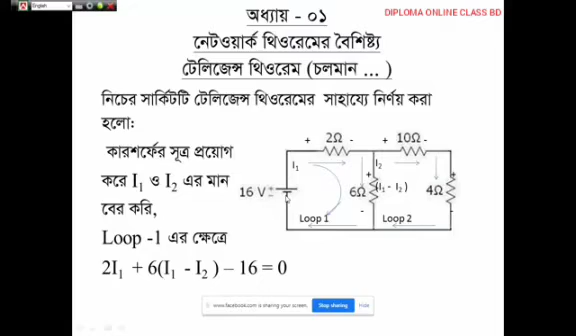 English
অধ্যায় - ০১
DIPLOMA ONLINE CLASS BD
নেটওয়ার্ক থিওরেমের বৈশিষ্ট্য
টেলিজেন্স থিওরেম (চলমান ...)
নিচের সার্কিটটি টেলিজেন্স থিওরেমের সাহায্যে নির্ণয় করা
হলো:
কারশর্ফের সূত্র প্রয়োগ
করে I₁ ও I₂ এর মান
বের করি,
Loop -1 এর ক্ষেত্রে
2I₁ + 6(I₁ - I₂) – 16 = 0
+ 2Ω - + 10Ω -
I₁ I₂
16 V 6Ω (I₁ - I₂) 4Ω
Loop 1 Loop 2
www.facebook.com is sharing your screen. Stop sharing Hide